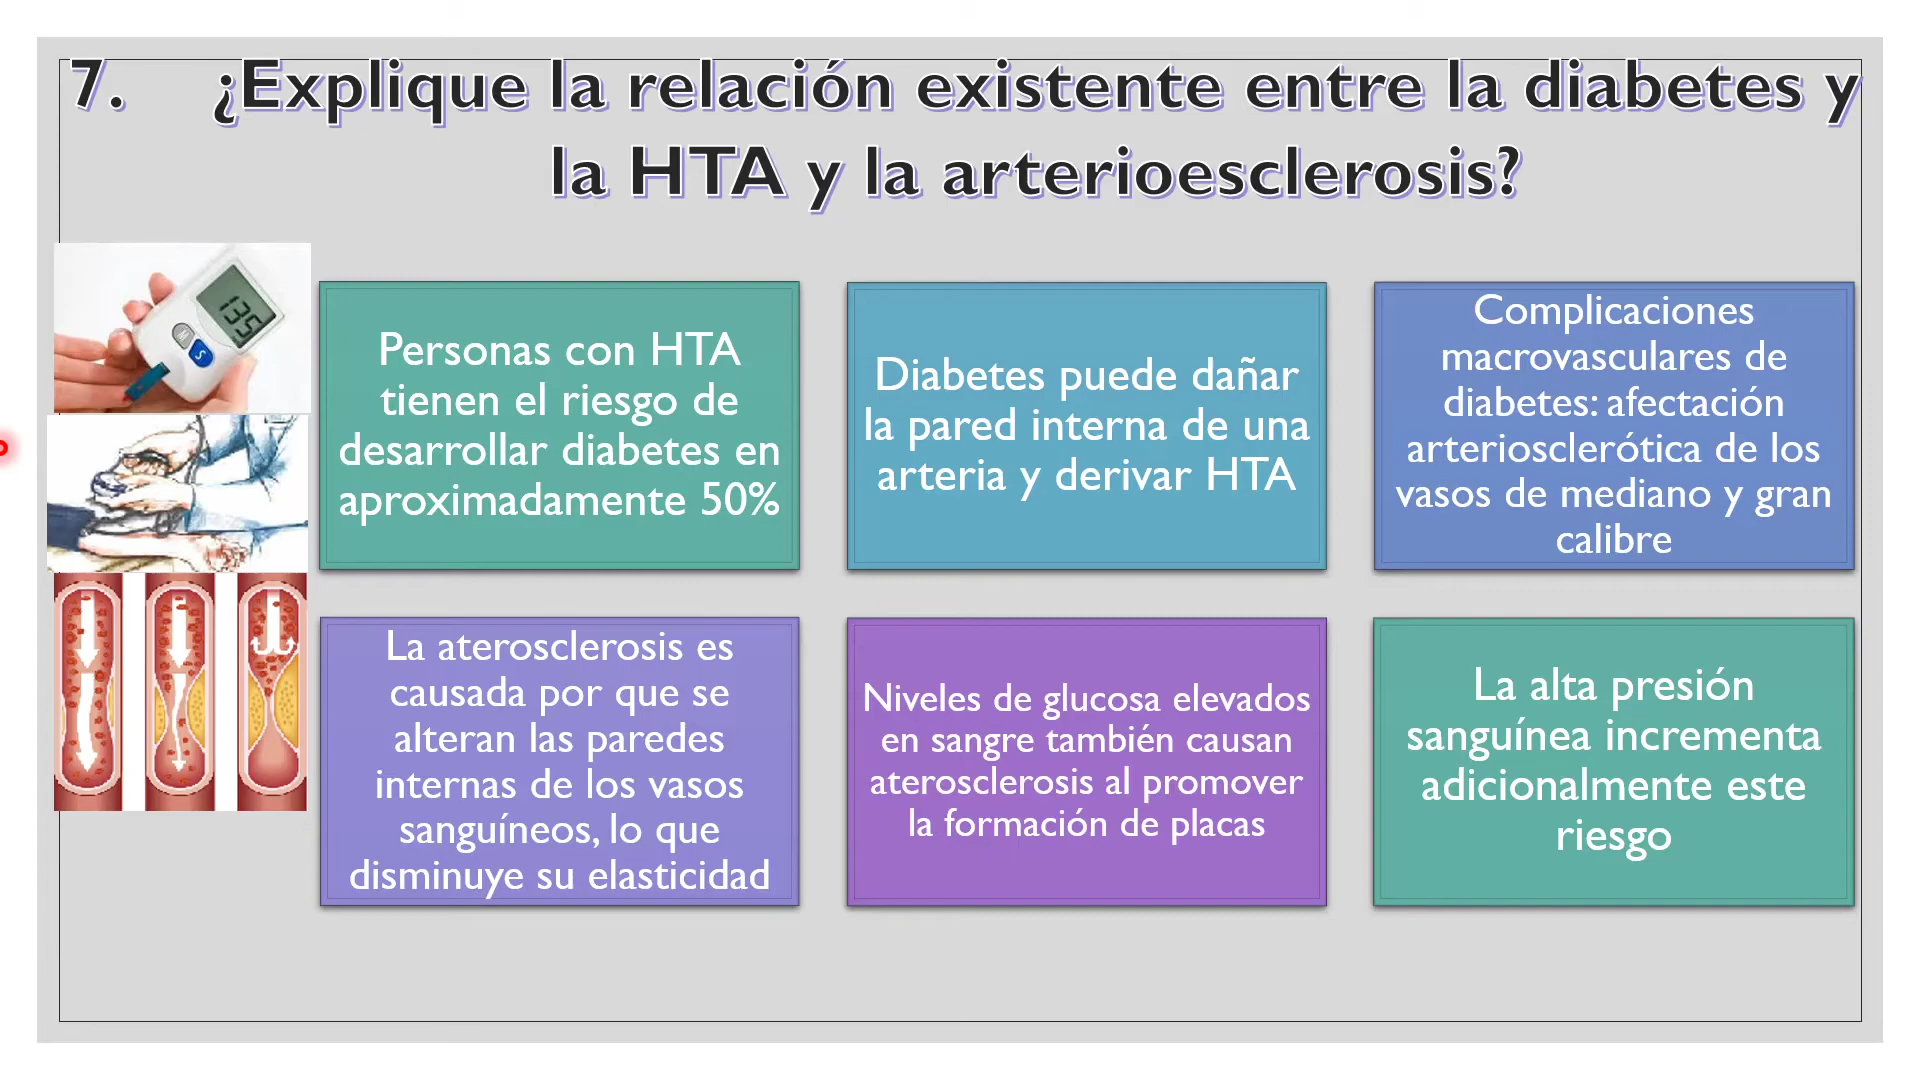 7. ¿Explique la relación existente entre la diabetes y
la HTA y la arterioesclerosis?
135
M
S
Personas con HTA
tienen el riesgo de
desarrollar diabetes en
aproximadamente 50%
Diabetes puede dañar
la pared interna de una
arteria y derivar HTA
Complicaciones
macrovasculares de
diabetes: afectación
arteriosclerótica de los
vasos de mediano y gran
calibre
La aterosclerosis es
causada por que se
alteran las paredes
internas de los vasos
sanguíneos, lo que
disminuye su elasticidad
Niveles de glucosa elevados
en sangre también causan
aterosclerosis al promover
la formación de placas
La alta presión
sanguínea incrementa
adicionalmente este
riesgo